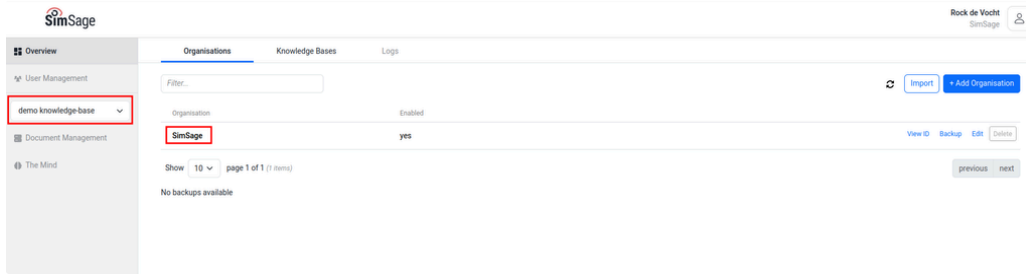 SimSage
Rock de Vocht
SimSage
Overview
User Management
demo knowledge-base
Document Management
The Mind
Organisations Knowledge Bases Logs
Filter...
Import + Add Organisation
Organisation Enabled
SimSage yes View ID Backup Edit Delete
Show 10 page 1 of 1 (1 items) previous next
No backups available